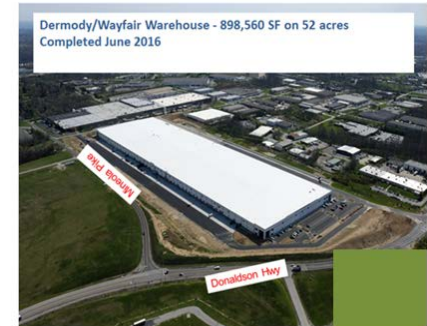 Dermody/Wayfair Warehouse - 898,560 SF on 52 acres
Completed June 2016
Mineola Pike
Donaldson Hwy